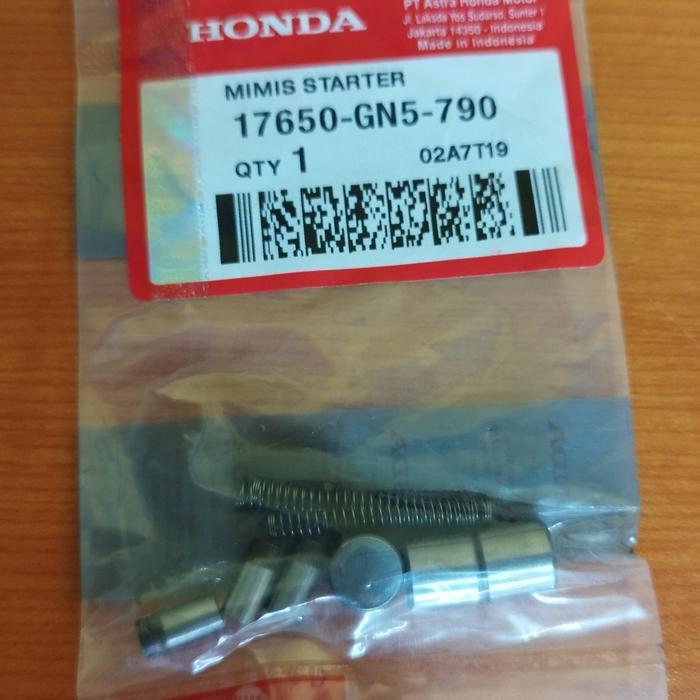 HONDA
PT Astra Honda Motor
Jl. Laksda Yos Sudarso, Sunter 1
Jakarta 14350 - Indonesia
Made in Indonesia
MIMIS STARTER
17650-GN5-790
QTY 1 02A7T19